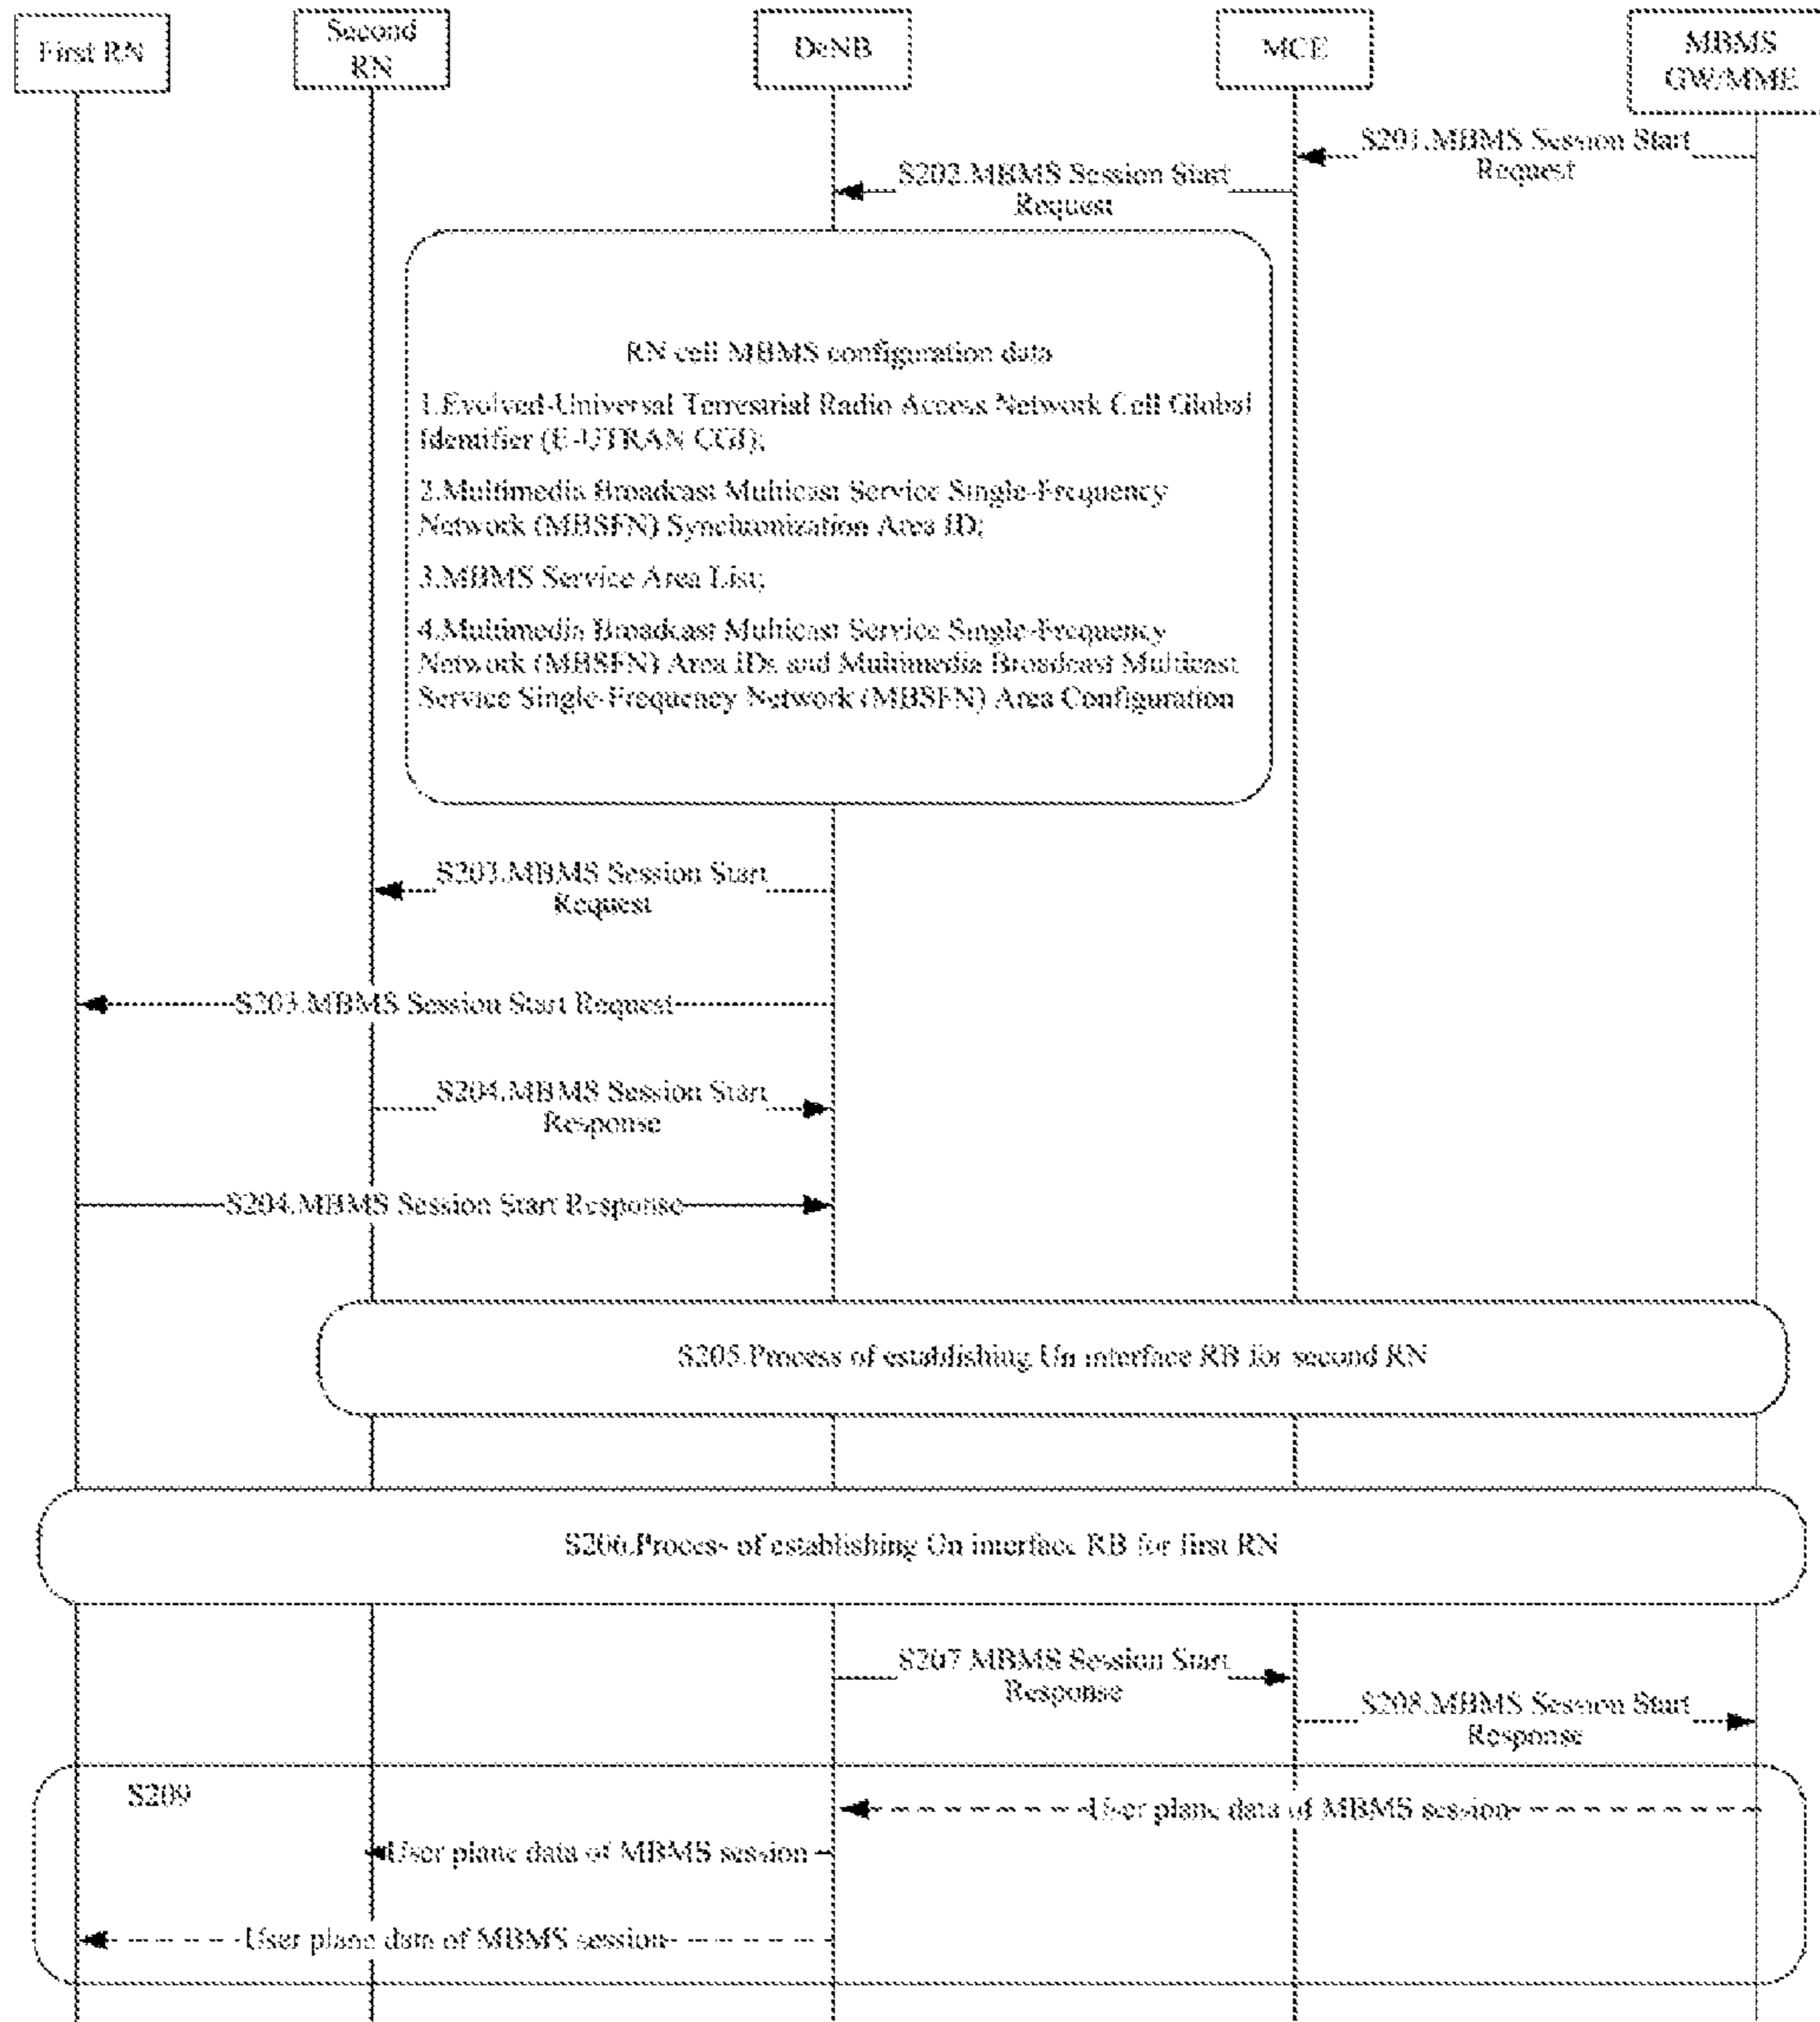 First RN
Second
RN
DeNB
MCE
MBMS
GW/MME
S201.MBMS Session Start
Request
S202.MBMS Session Start
Request
RN cell MBMS configuration data
1.Evolved-Universal Terrestrial Radio Access Network Cell Global
Identifier (E-UTRAN CGI);
2.Multimedia Broadcast Multicast Service Single-Frequency
Network (MBSFN) Synchronization Area ID;
3.MBMS Service Area List;
4.Multimedia Broadcast Multicast Service Single-Frequency
Network (MBSFN) Area IDs and Multimedia Broadcast Multicast
Service Single-Frequency Network (MBSFN) Area Configuration
S203.MBMS Session Start
Request
S203.MBMS Session Start Request
S204.MBMS Session Start
Response
S204.MBMS Session Start Response
S205.Process of establishing Un interface RB for second RN
S206.Process of establishing Un interface RB for first RN
S207.MBMS Session Start
Response
S208.MBMS Session Start
Response
S209
User plane data of MBMS session
User plane data of MBMS session
User plane data of MBMS session